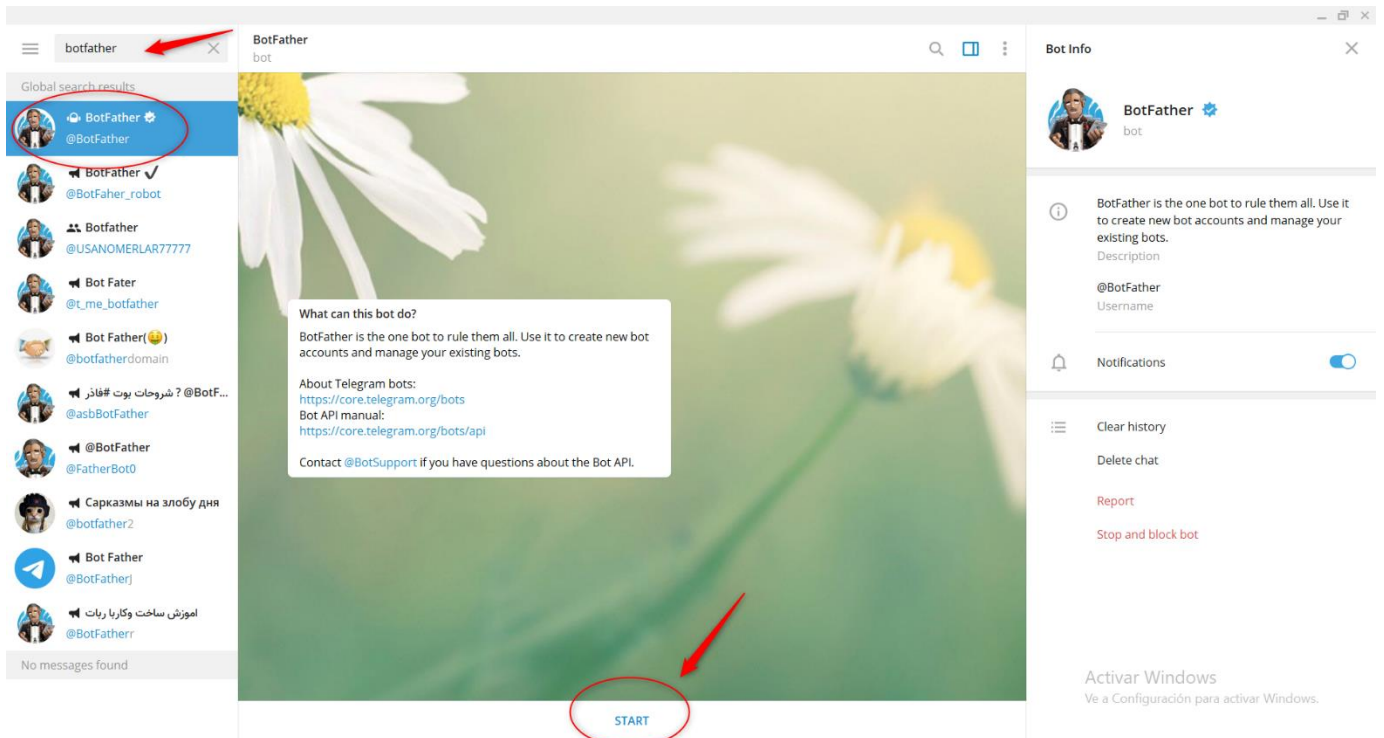 botfather
Global search results
BotFather
@BotFather
BotFather ✓
@BotFaher_robot
Botfather
@USANOMERLAR77777
Bot Fater
@t_me_botfather
Bot Father(🤑)
@botfatherdomain
@BotF... ? شروحات بوت #فاذر
@asbBotFather
@BotFather
@FatherBot0
Сарказмы на злобу дня
@botfather2
Bot Father
@BotFatherJ
اموزش ساخت وکاربا ربات
@BotFatherr
No messages found
BotFather
bot
What can this bot do?
BotFather is the one bot to rule them all. Use it to create new bot
accounts and manage your existing bots.
About Telegram bots:
https://core.telegram.org/bots
Bot API manual:
https://core.telegram.org/bots/api
Contact @BotSupport if you have questions about the Bot API.
START
Bot Info
BotFather
bot
BotFather is the one bot to rule them all. Use it
to create new bot accounts and manage your
existing bots.
Description
@BotFather
Username
Notifications
Clear history
Delete chat
Report
Stop and block bot
Activar Windows
Ve a Configuración para activar Windows.